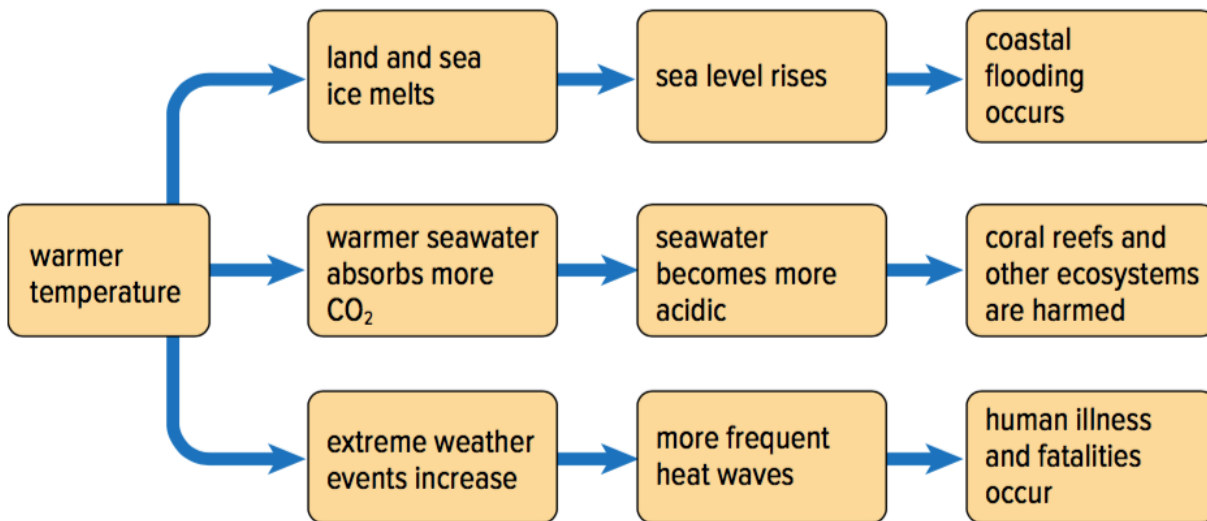 warmer
temperature
land and sea
ice melts
sea level rises
coastal
flooding
occurs
warmer seawater
absorbs more
CO₂
seawater
becomes more
acidic
coral reefs and
other ecosystems
are harmed
extreme weather
events increase
more frequent
heat waves
human illness
and fatalities
occur